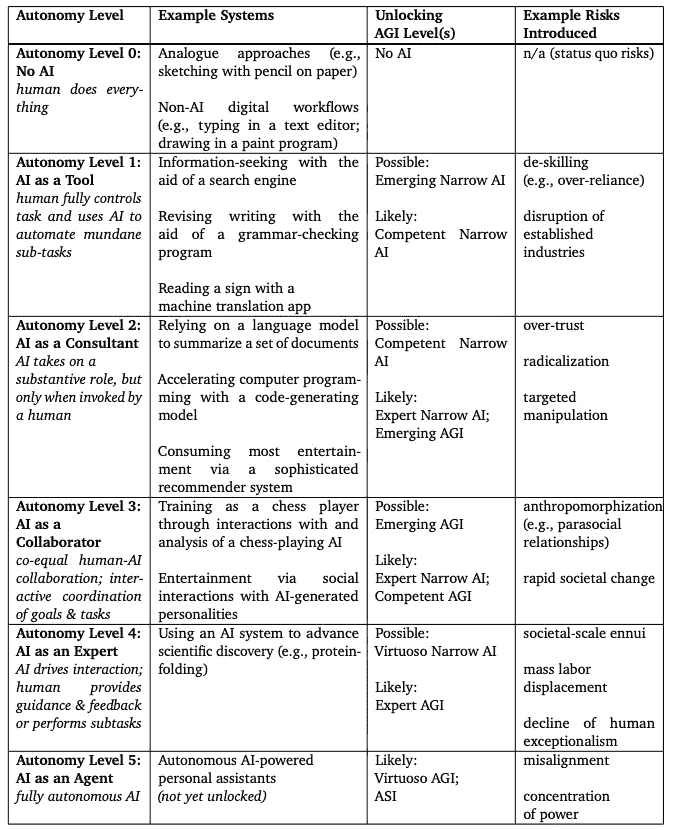 Autonomy Level
Example Systems
Unlocking
AGI Level(s)
Example Risks
Introduced
Autonomy Level 0:
No AI
human does every-
thing
Analogue approaches (e.g.,
sketching with pencil on paper)
Non-AI digital workflows
(e.g., typing in a text editor;
drawing in a paint program)
No AI
n/a (status quo risks)
Autonomy Level 1:
AI as a Tool
human fully controls
task and uses AI to
automate mundane
sub-tasks
Information-seeking with the
aid of a search engine
Revising writing with the
aid of a grammar-checking
program
Reading a sign with a
machine translation app
Possible:
Emerging Narrow AI
Likely:
Competent Narrow
AI
de-skilling
(e.g., over-reliance)
disruption of
established
industries
Autonomy Level 2:
AI as a Consultant
AI takes on a
substantive role, but
only when invoked by
a human
Relying on a language model
to summarize a set of documents
Accelerating computer program-
ming with a code-generating
model
Consuming most entertain-
ment via a sophisticated
recommender system
Possible:
Competent Narrow
AI
Likely:
Expert Narrow AI;
Emerging AGI
over-trust
radicalization
targeted
manipulation
Autonomy Level 3:
AI as a
Collaborator
co-equal human-AI
collaboration; inter-
active coordination
of goals & tasks
Training as a chess player
through interactions with and
analysis of a chess-playing AI
Entertainment via social
interactions with AI-generated
personalities
Possible:
Emerging AGI
Likely:
Expert Narrow AI;
Competent AGI
anthropomorphization
(e.g., parasocial
relationships)
rapid societal change
Autonomy Level 4:
AI as an Expert
AI drives interaction;
human provides
guidance & feedback
or performs subtasks
Using an AI system to advance
scientific discovery (e.g., protein-
folding)
Possible:
Virtuoso Narrow AI
Likely:
Expert AGI
societal-scale ennui
mass labor
displacement
decline of human
exceptionalism
Autonomy Level 5:
AI as an Agent
fully autonomous AI
Autonomous AI-powered
personal assistants
(not yet unlocked)
Likely:
Virtuoso AGI;
ASI
misalignment
concentration
of power